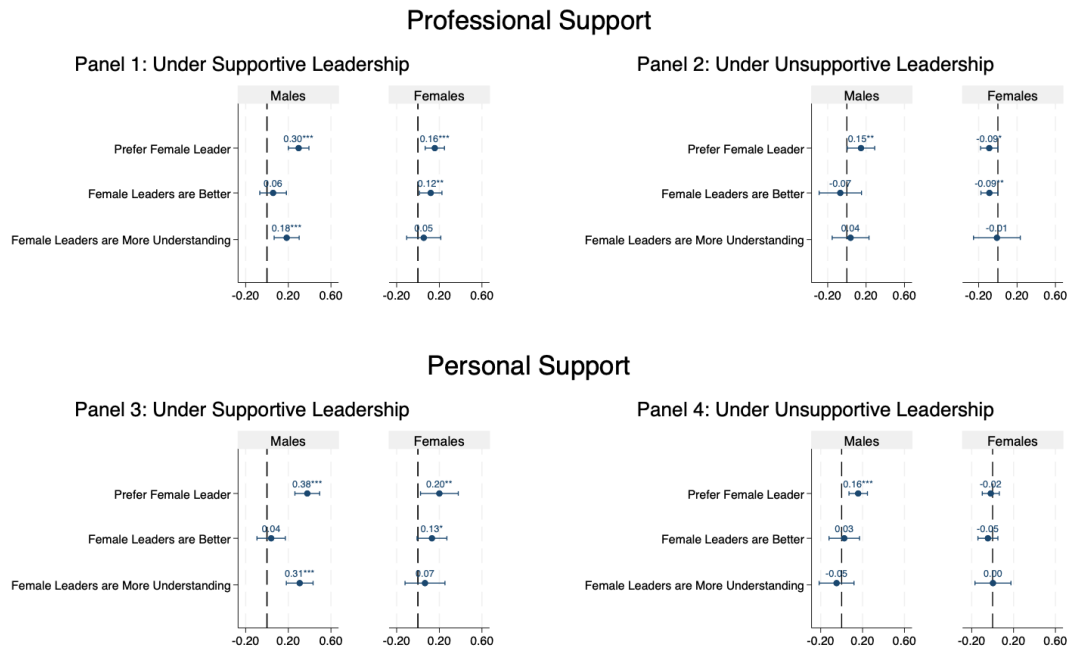 Professional Support
Panel 1: Under Supportive Leadership
Males
Females
Prefer Female Leader
0.30***
0.16***
Female Leaders are Better
0.06
0.12**
Female Leaders are More Understanding
0.18***
0.05
-0.20 0.20 0.60
-0.20 0.20 0.60
Panel 2: Under Unsupportive Leadership
Males
Females
Prefer Female Leader
0.15**
-0.09*
Female Leaders are Better
-0.07
-0.09**
Female Leaders are More Understanding
0.04
-0.01
-0.20 0.20 0.60
-0.20 0.20 0.60
Personal Support
Panel 3: Under Supportive Leadership
Males
Females
Prefer Female Leader
0.38***
0.20**
Female Leaders are Better
0.04
0.13*
Female Leaders are More Understanding
0.31***
0.07
-0.20 0.20 0.60
-0.20 0.20 0.60
Panel 4: Under Unsupportive Leadership
Males
Females
Prefer Female Leader
0.16***
-0.02
Female Leaders are Better
0.03
-0.05
Female Leaders are More Understanding
-0.05
0.00
-0.20 0.20 0.60
-0.20 0.20 0.60